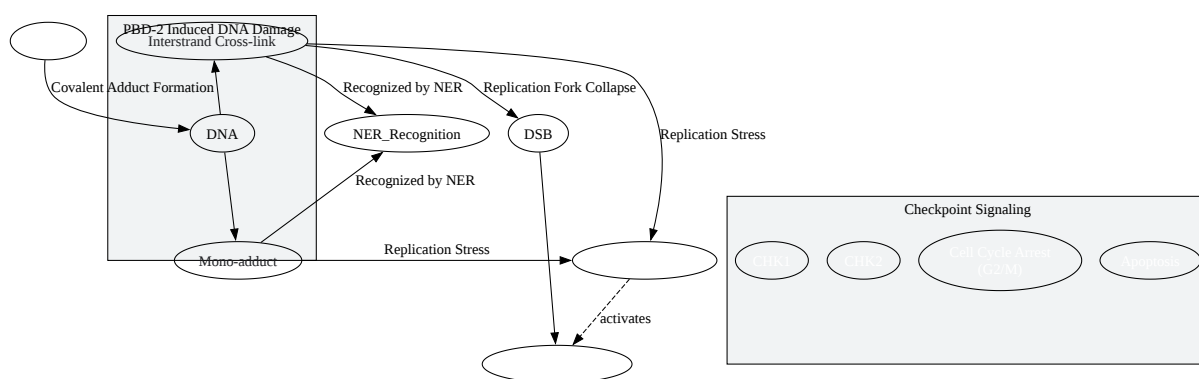 PBD-2 Induced DNA Damage
Interstrand Cross-link
Covalent Adduct Formation
Recognized by NER
Replication Fork Collapse
DNA
NER_Recognition
DSB
Replication Stress
Recognized by NER
Checkpoint Signaling
Mono-adduct
Replication Stress
CHK1
CHK2
Cell Cycle Arrest
(G2/M)
Apoptosis
activates